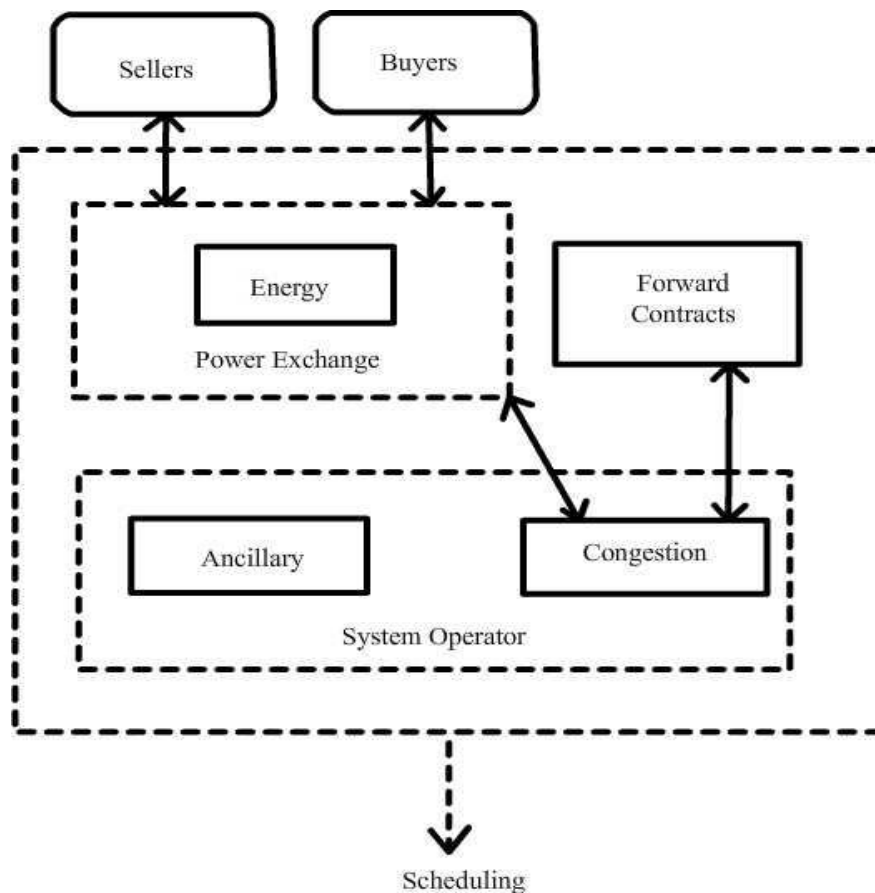 Sellers
Buyers
Energy
Power Exchange
Forward
Contracts
Ancillary
Congestion
System Operator
Scheduling